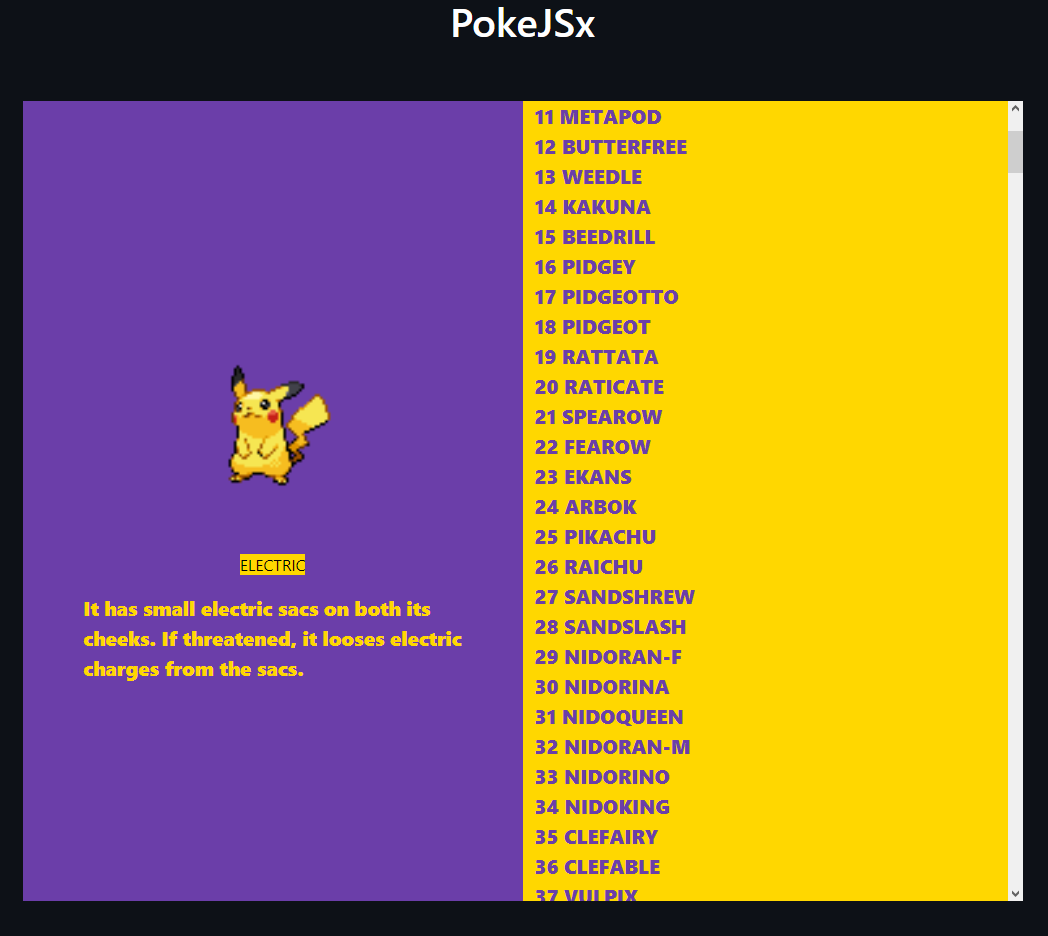 PokeJSx
ELECTRIC
It has small electric sacs on both its
cheeks. If threatened, it looses electric
charges from the sacs.
11 METAPOD
12 BUTTERFREE
13 WEEDLE
14 KAKUNA
15 BEEDRILL
16 PIDGEY
17 PIDGEOTTO
18 PIDGEOT
19 RATTATA
20 RATICATE
21 SPEAROW
22 FEAROW
23 EKANS
24 ARBOK
25 PIKACHU
26 RAICHU
27 SANDSHREW
28 SANDSLASH
29 NIDORAN-F
30 NIDORINA
31 NIDOQUEEN
32 NIDORAN-M
33 NIDORINO
34 NIDOKING
35 CLEFAIRY
36 CLEFABLE
37 VULPIX